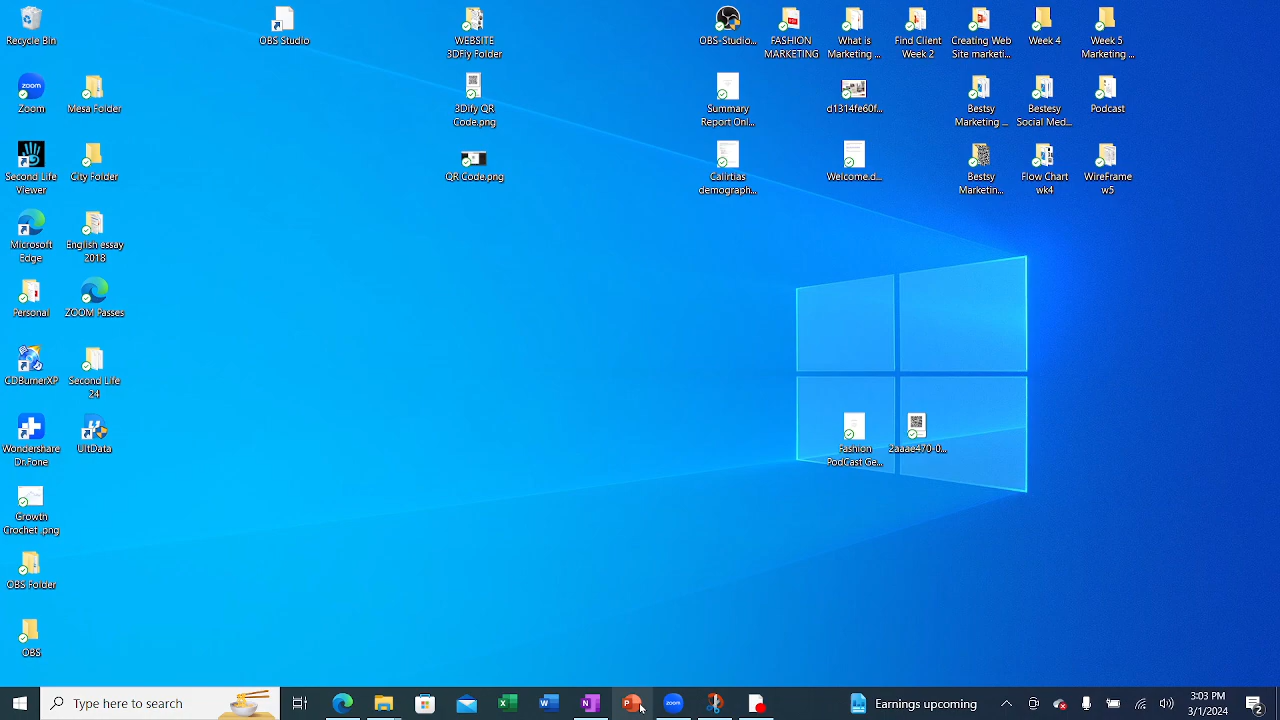 Recycle Bin
OBS Studio
WEBSITE
3DFly Folder
OBS-Studio...
FASHION
MARKETING
What is
Marketing ...
Find Client
Week 2
Creating Web
Site marketi...
Week 4
Week 5
Marketing ...
Zoom
Mesa Folder
3Dify QR
Code.png
Summary
Report Onl...
d1314fe60f...
Bestsy
Marketing ...
Bestesy
Social Med...
Podcast
Second Life
Viewer
City Folder
QR Code.png
Calirtias
demograph...
Welcome.d...
Bestsy
Marketin...
Flow Chart
wk4
WireFrame
w5
Microsoft
Edge
English essay
2018
Personal
ZOOM Passes
CDBurnerXP
Second Life
24
Wondershare
Dr.Fone
UltData
Fashion
PodCast Ge...
2aaae470-0...
Growth
Crochet .png
OBS Folder
OBS
Type here to search
Earnings upcoming
3:03 PM
3/1/2024
2